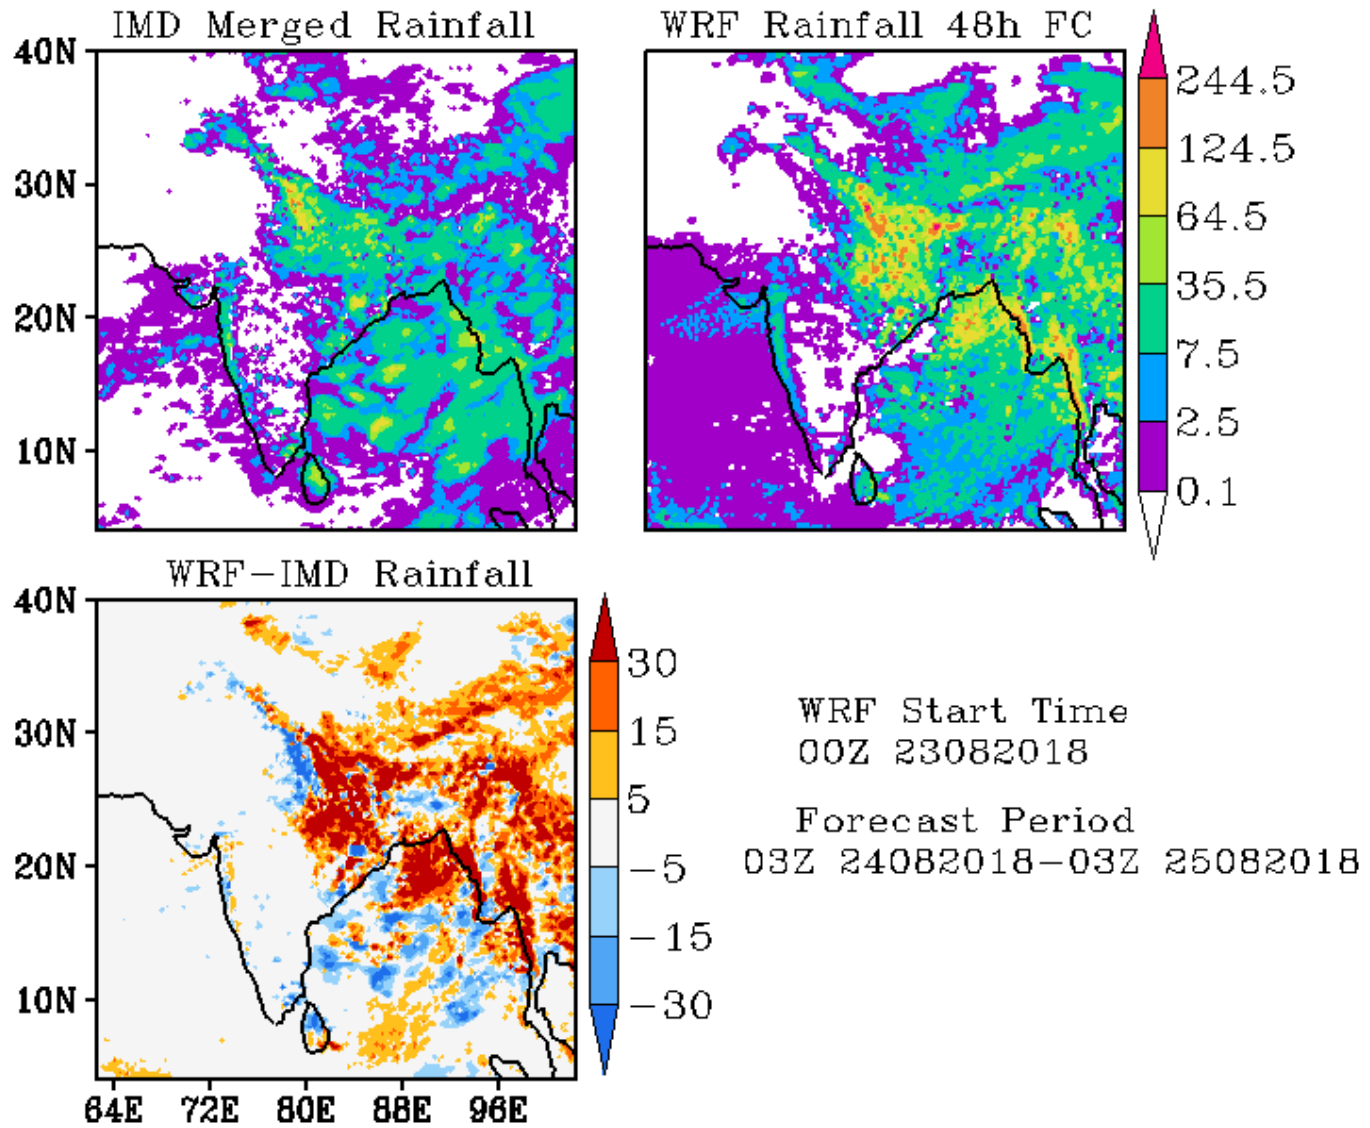 IMD Merged Rainfall
WRF Rainfall 48h FC
40N
30N
20N
10N
244.5
124.5
64.5
35.5
7.5
2.5
0.1
WRF-IMD Rainfall
40N
30N
20N
10N
64E 72E 80E 88E 96E
30
15
5
-5
-15
-30
WRF Start Time
00Z 23082018
Forecast Period
03Z 24082018-03Z 25082018